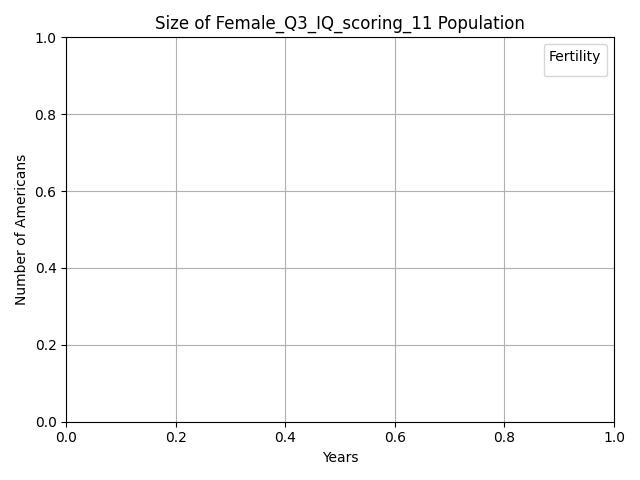 Size of Female_Q3_IQ_scoring_11 Population
Fertility
Number of Americans
1.0
0.8
0.6
0.4
0.2
0.0
0.0 0.2 0.4 0.6 0.8 1.0
Years